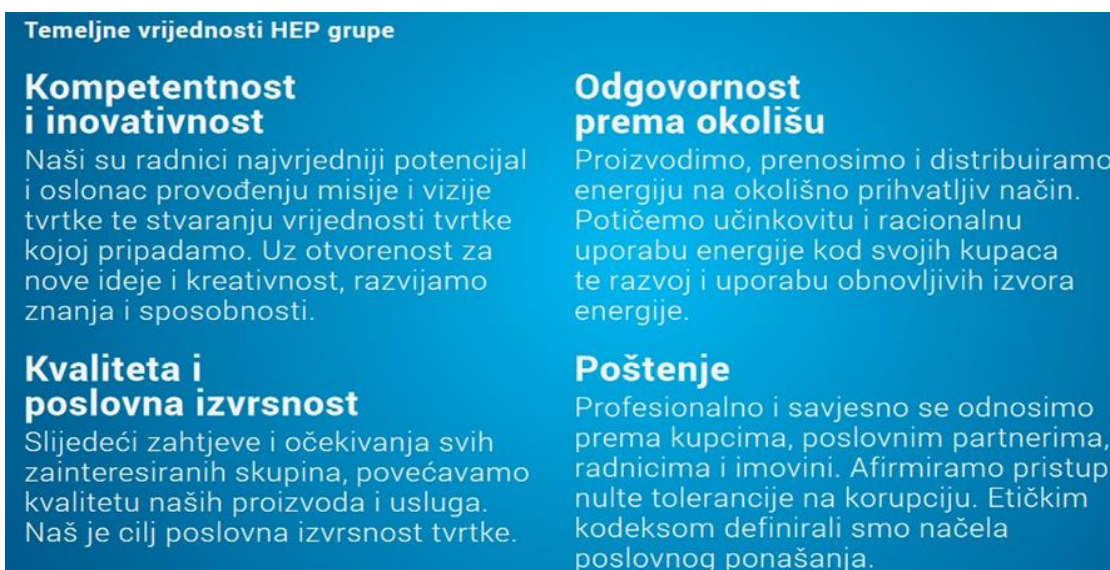 Temeljne vrijednosti HEP grupe
Kompetentnost
i inovativnost
Naši su radnici najvrjedniji potencijal
i oslonac provođenju misije i vizije
tvrtke te stvaranju vrijednosti tvrtke
kojoj pripadamo. Uz otvorenost za
nove ideje i kreativnost, razvijamo
znanja i sposobnosti.
Kvaliteta i
poslovna izvrsnost
Slijedeći zahtjeve i očekivanja svih
zainteresiranih skupina, povećavamo
kvalitetu naših proizvoda i usluga.
Naš je cilj poslovna izvrsnost tvrtke.
Odgovornost
prema okolišu
Proizvodimo, prenosimo i distribuiramo
energiju na okolišno prihvatljiv način.
Potičemo učinkovitu i racionalnu
uporabu energije kod svojih kupaca
te razvoj i uporabu obnovljivih izvora
energije.
Poštenje
Profesionalno i savjesno se odnosimo
prema kupcima, poslovnim partnerima,
radnicima i imovini. Afirmiramo pristup
nulte tolerancije na korupciju. Etičkim
kodeksom definirali smo načela
poslovnog ponašanja.